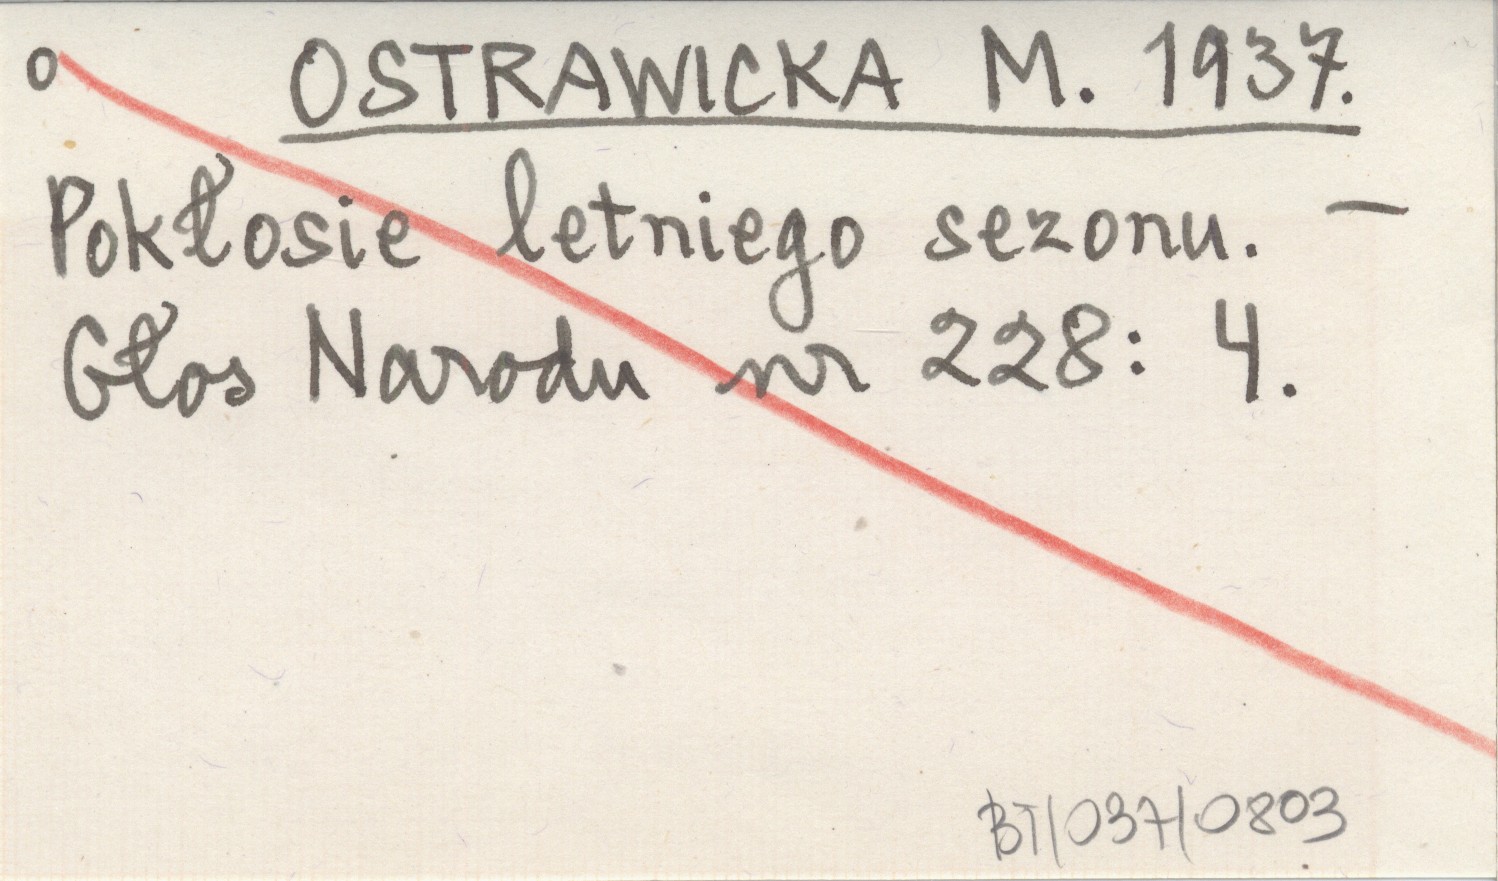 o OSTRAWICKA M. 1937.
Pokłosie letniego sezonu. –
Głos Narodu nr 228: 4.
BT/037/0803